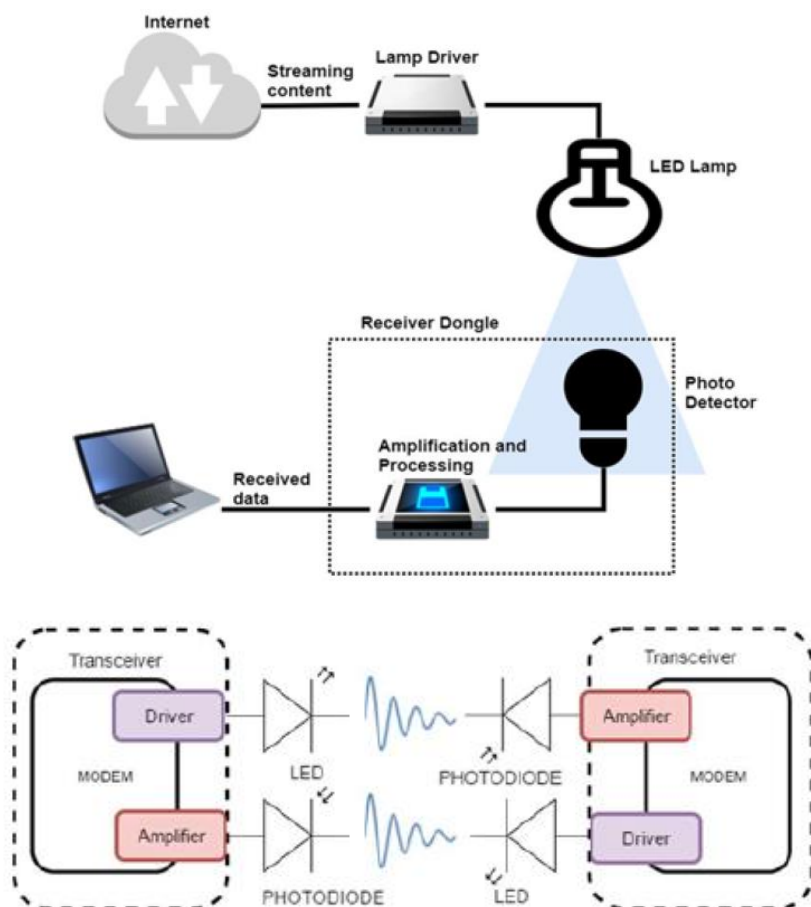 Internet
Streaming
content
Lamp Driver
LED Lamp
Receiver Dongle
Photo
Detector
Amplification and
Processing
Received
data
Transceiver
Driver
MODEM
Amplifier
LED
PHOTODIODE
PHOTODIODE
LED
Transceiver
Amplifier
MODEM
Driver